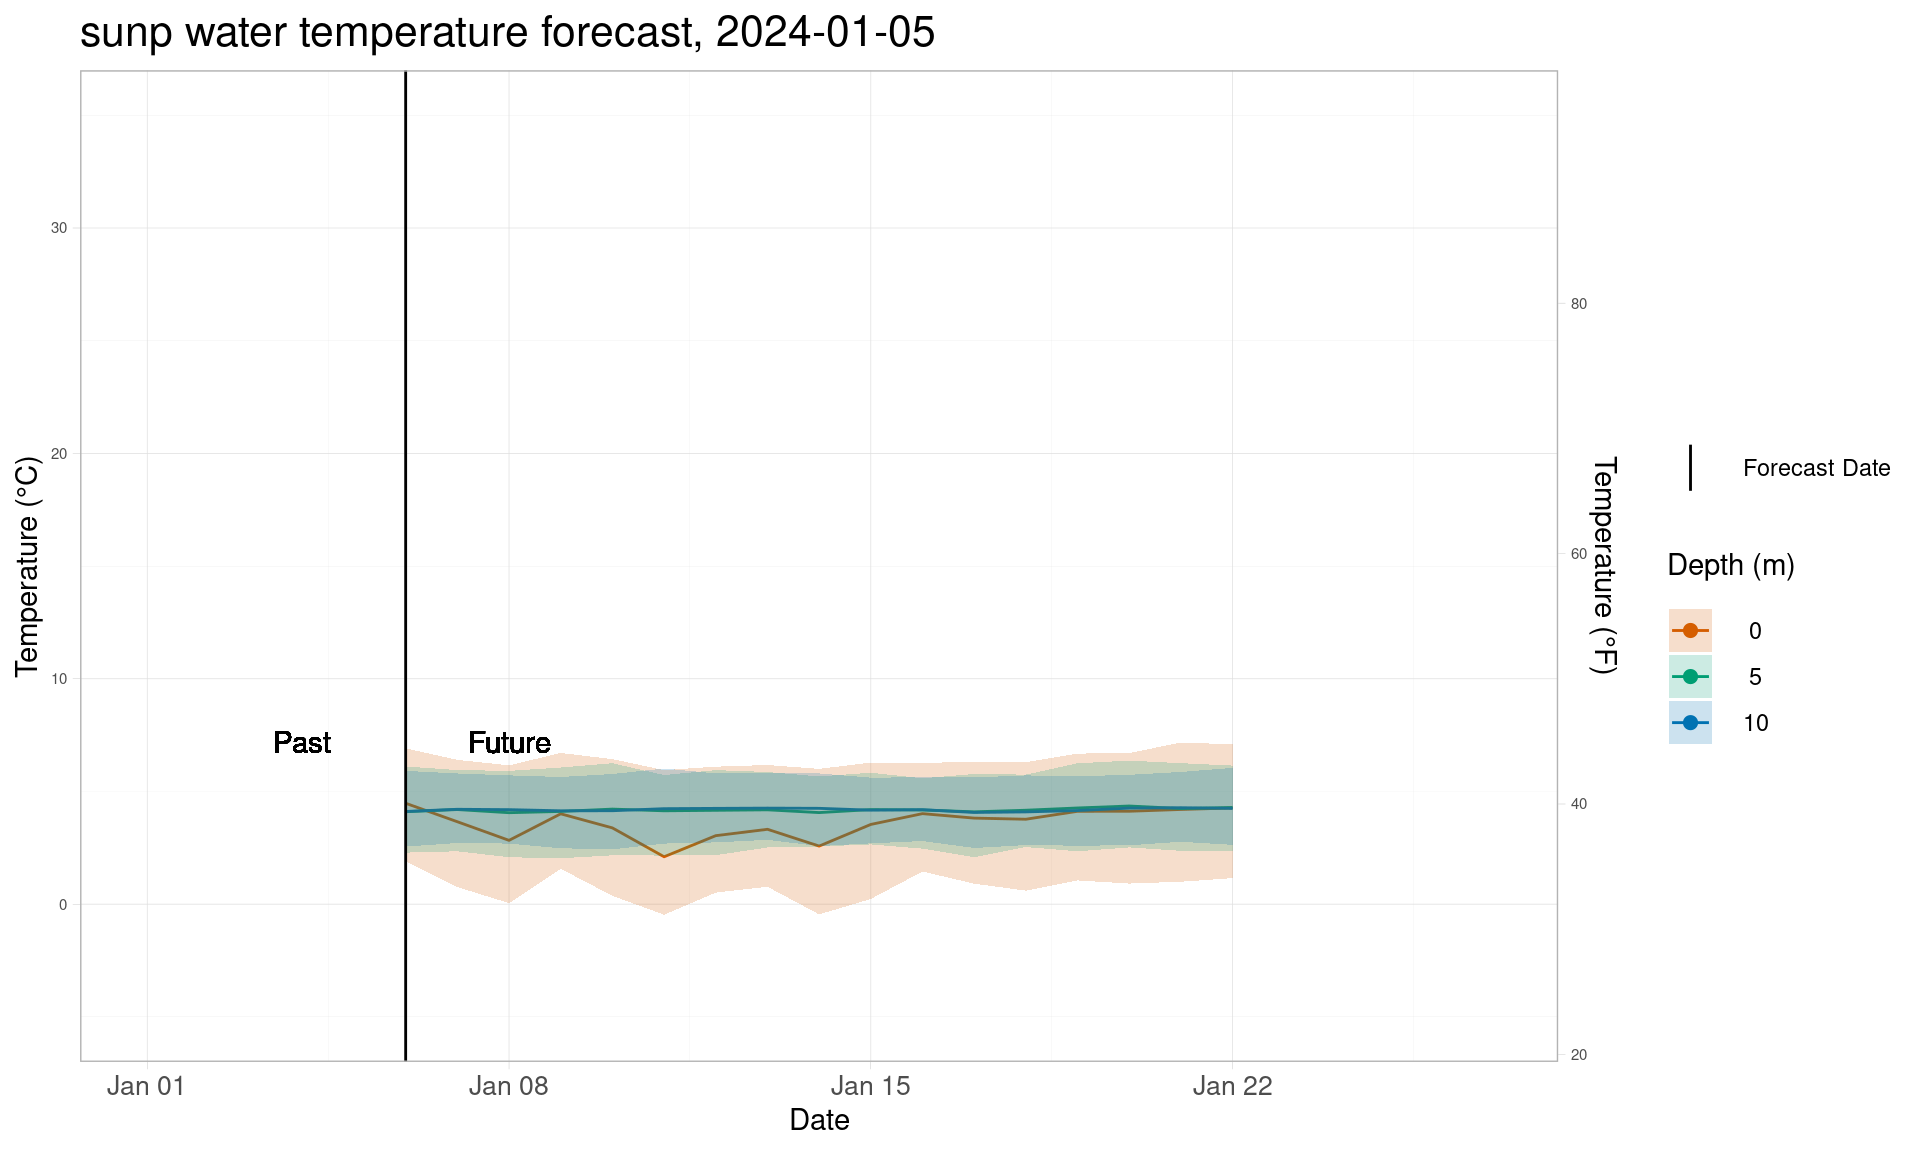 sunp water temperature forecast, 2024-01-05
Temperature (°C)
30
20
10
0
Past
Future
80
60
40
20
Temperature (°F)
Jan 01
Jan 08
Jan 15
Jan 22
Date
Forecast Date
Depth (m)
0
5
10